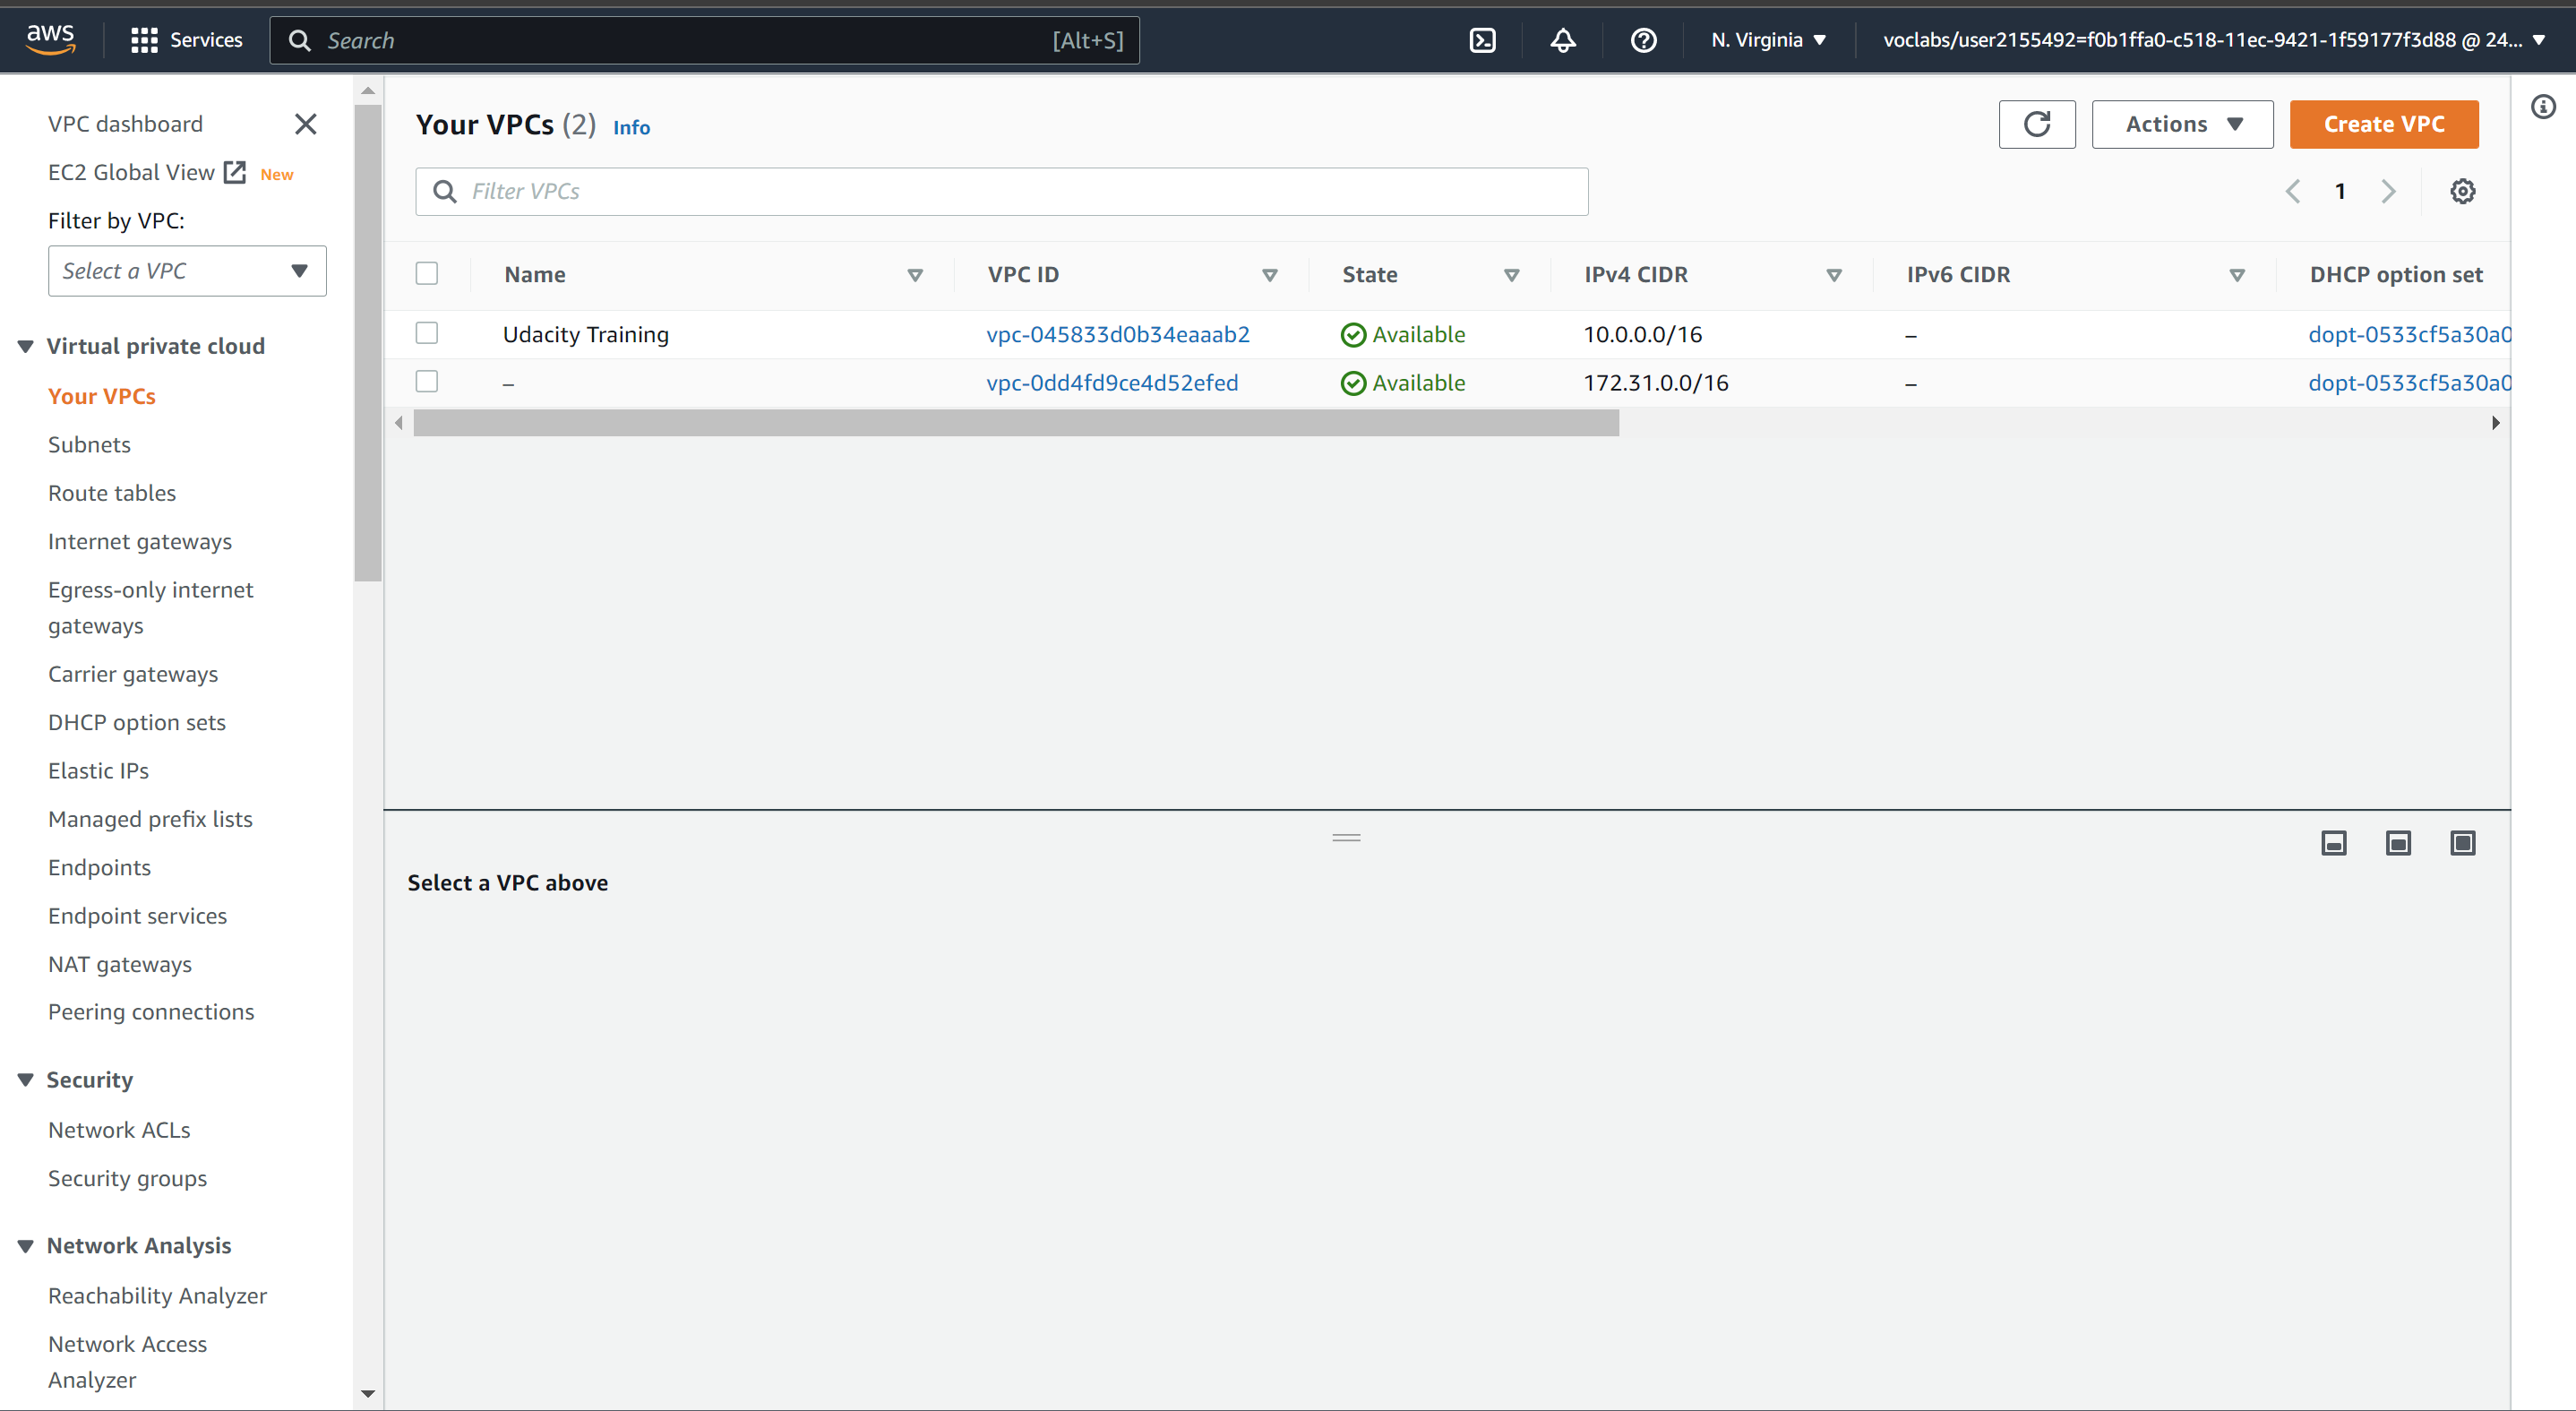 aws
Services
Search
[Alt+S]
N. Virginia
voclabs/user2155492=f0b1ffa0-c518-11ec-9421-1f59177f3d88 @ 24...
VPC dashboard
EC2 Global View New
Filter by VPC:
Select a VPC
Virtual private cloud
Your VPCs
Subnets
Route tables
Internet gateways
Egress-only internet
gateways
Carrier gateways
DHCP option sets
Elastic IPs
Managed prefix lists
Endpoints
Endpoint services
NAT gateways
Peering connections
Security
Network ACLs
Security groups
Network Analysis
Reachability Analyzer
Network Access
Analyzer
Your VPCs (2) Info
Actions
Create VPC
Filter VPCs
1
Name VPC ID State IPv4 CIDR IPv6 CIDR DHCP option set
Udacity Training vpc-045833d0b34eaaab2 Available 10.0.0.0/16 – dopt-0533cf5a30a0
– vpc-0dd4fd9ce4d52efed Available 172.31.0.0/16 – dopt-0533cf5a30a0
Select a VPC above